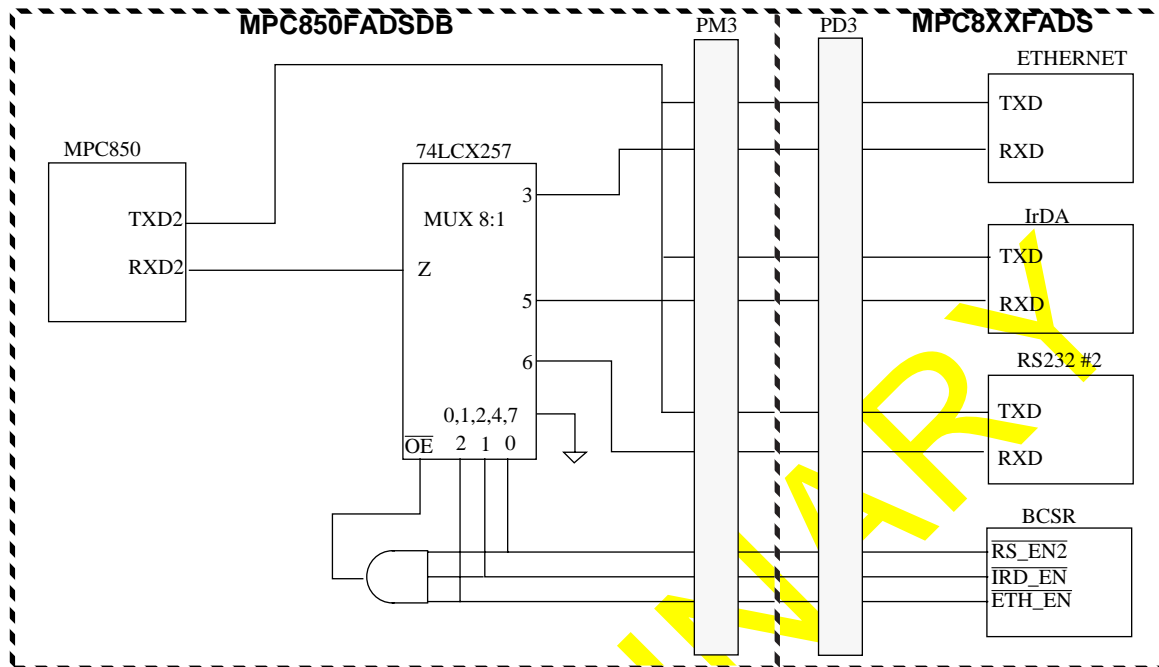 MPC850FADSDB
PM3
PD3
MPC8XXFADS
ETHERNET
TXD
RXD
MPC850
TXD2
RXD2
74LCX257
MUX 8:1
Z
3
5
6
0,1,2,4,7
OE 2 1 0
IrDA
TXD
RXD
RS232 #2
TXD
RXD
BCSR
RS_EN2
IRD_EN
ETH_EN